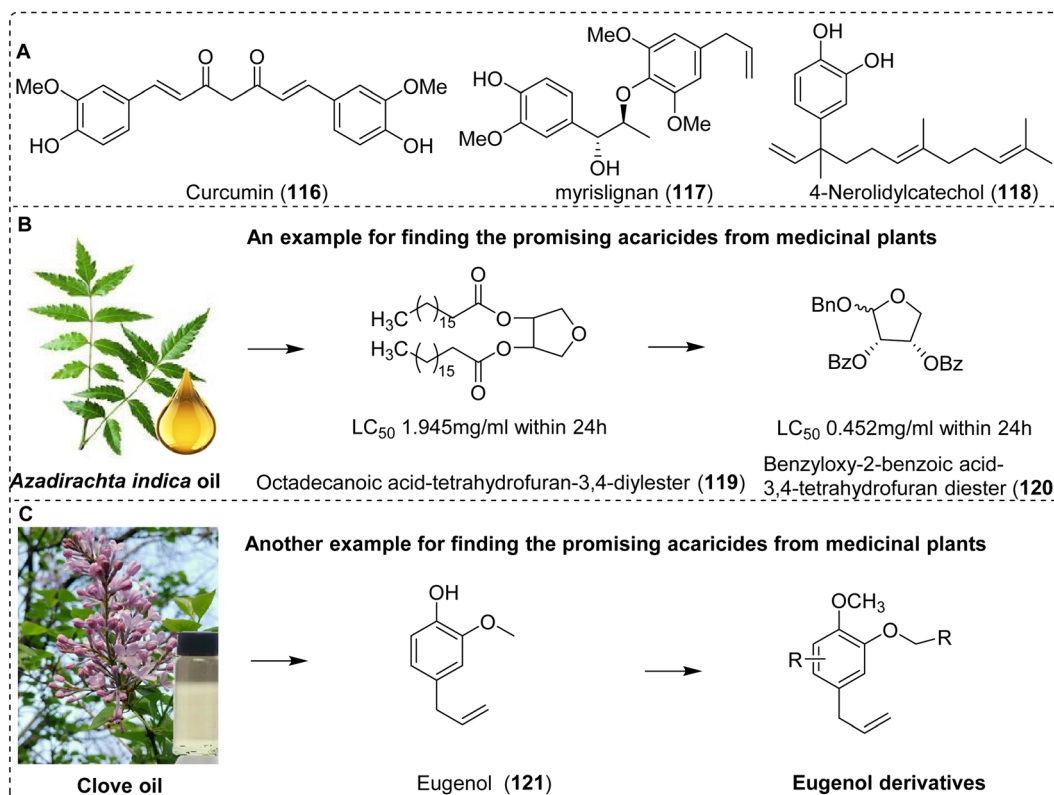 A
O
O
MeO
OMe
HO
OH
Curcumin (116)
MeO
HO
O
MeO
OMe
OH
myrislignan (117)
OH
OH
4-Nerolidylcatechol (118)
B
An example for finding the promising acaricides from medicinal plants
Azadirachta indica oil
O
H3C
15
O
O
H3C
15
O
O
LC50 1.945mg/ml within 24h
Octadecanoic acid-tetrahydrofuran-3,4-diylester (119)
BnO
O
BzO
OBz
LC50 0.452mg/ml within 24h
Benzyloxy-2-benzoic acid-
3,4-tetrahydrofuran diester (120
C
Another example for finding the promising acaricides from medicinal plants
Clove oil
OH
O
Eugenol (121)
OCH3
O
R
R
Eugenol derivatives